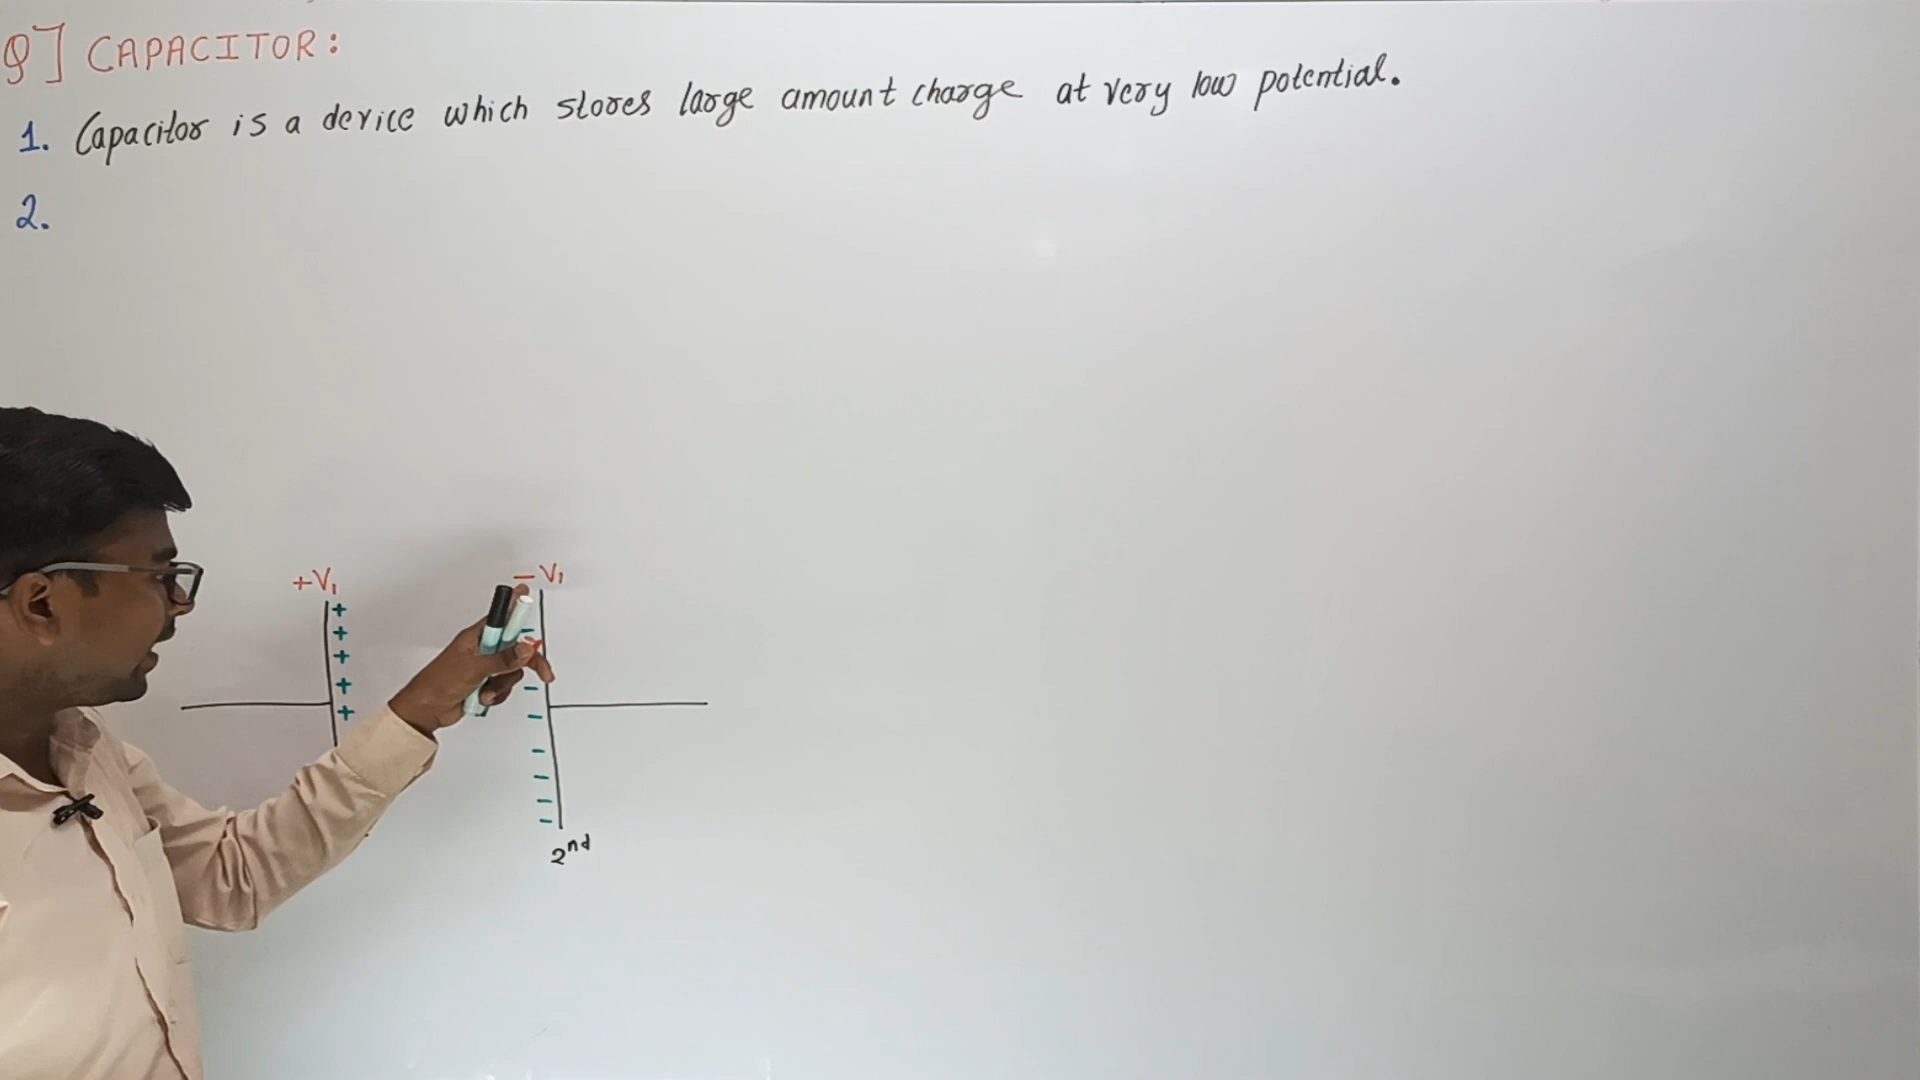 Q] CAPACITOR:
1. Capacitor is a device which stores large amount charge at very low potential.
2.
+V₁
−V₁
+
+
+
+
+
−
−
−
−
−
−
−
2ⁿᵈ